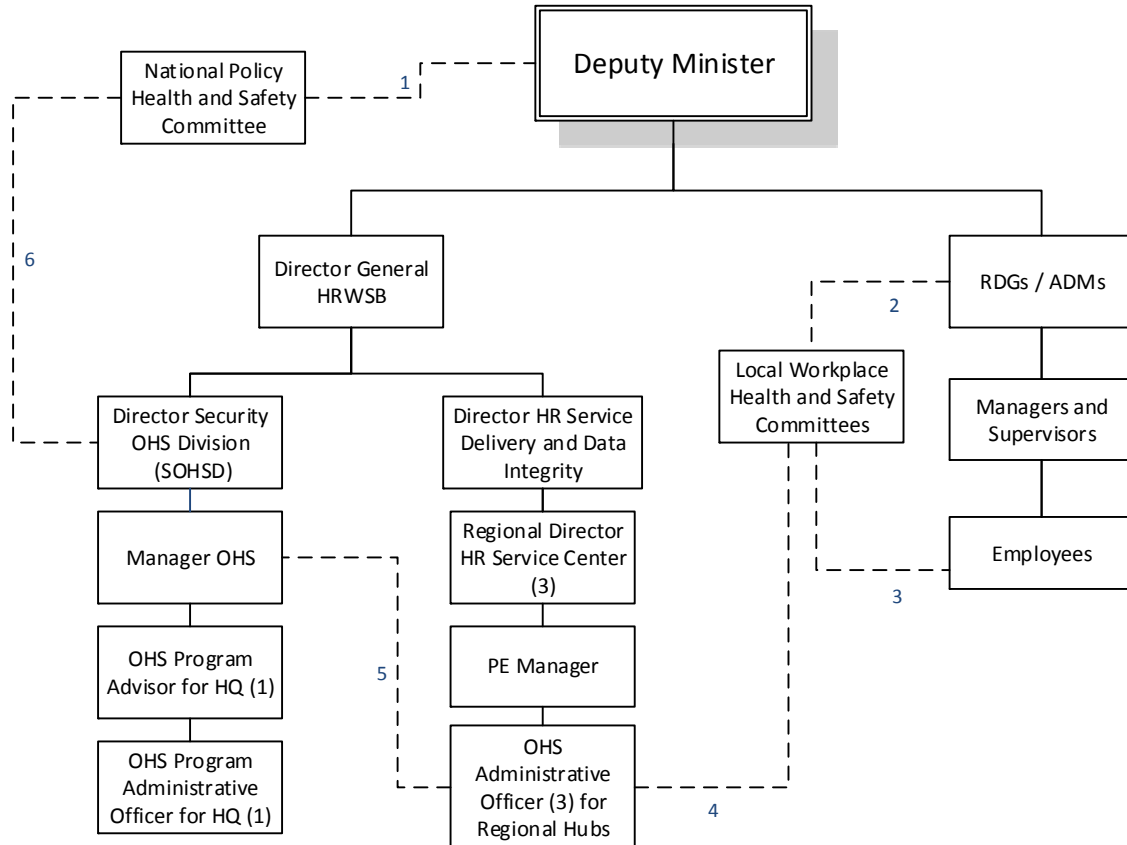 Deputy Minister
National Policy
Health and Safety
Committee
1
6
Director General
HRWSB
RDGs / ADMs
2
Local Workplace
Health and Safety
Committees
Director Security
OHS Division
(SOHSD)
Director HR Service
Delivery and Data
Integrity
Managers and
Supervisors
Manager OHS
Regional Director
HR Service Center
(3)
Employees
3
OHS Program
Advisor for HQ (1)
5
PE Manager
OHS Program
Administrative
Officer for HQ (1)
OHS
Administrative
Officer (3) for
Regional Hubs
4